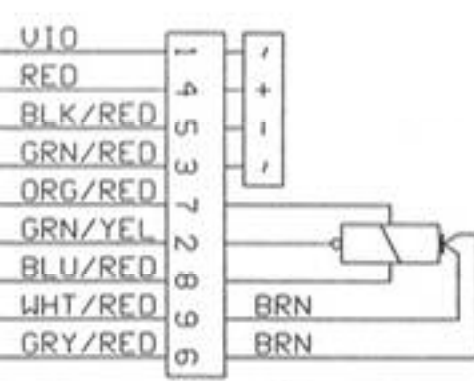 VIO 1 ~
RED 4 +
BLK/RED 5 -
GRN/RED 3 ~
ORG/RED 7
GRN/YEL 2
BLU/RED 8
WHT/RED 9 BRN
GRY/RED 6 BRN